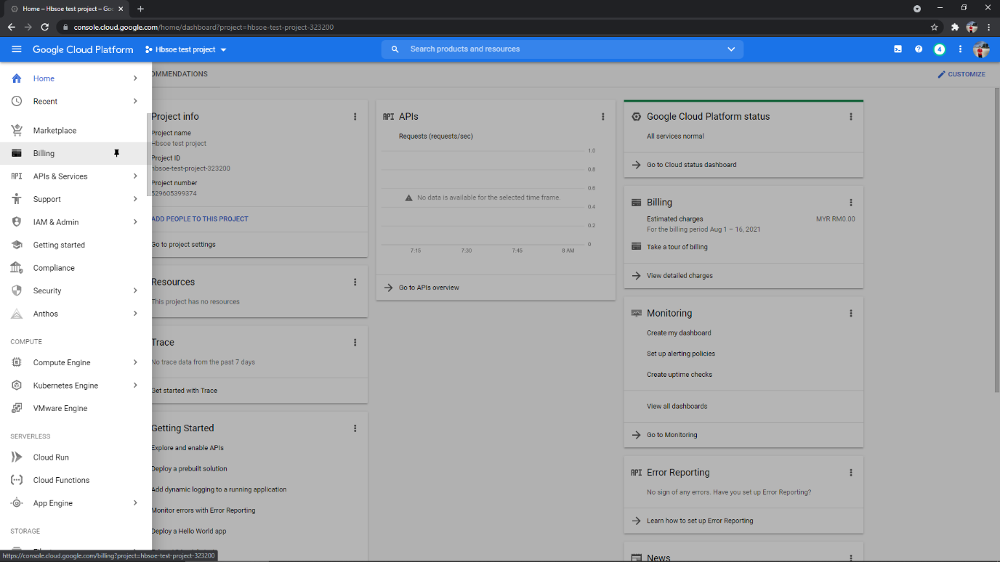 Home – Hbsoe test project – Go
console.cloud.google.com/home/dashboard?project=hbsoe-test-project-323200
Google Cloud Platform
Hbsoe test project
Search products and resources
4
Home
Recent
Marketplace
Billing
API
APIs & Services
Support
IAM & Admin
Getting started
Compliance
Security
Anthos
COMPUTE
Compute Engine
Kubernetes Engine
VMware Engine
SERVERLESS
Cloud Run
Cloud Functions
App Engine
STORAGE
https://console.cloud.google.com/billing?project=hbsoe-test-project-323200
OMMENDATIONS
CUSTOMIZE
Project info
Project name
Hbsoe test project
Project ID
hbsoe-test-project-323200
Project number
529605399374
ADD PEOPLE TO THIS PROJECT
Go to project settings
Resources
This project has no resources
Trace
No trace data from the past 7 days
Get started with Trace
Getting Started
Explore and enable APIs
Deploy a prebuilt solution
Add dynamic logging to a running application
Monitor errors with Error Reporting
Deploy a Hello World app
API APIs
Requests (requests/sec)
1.0
0.8
0.6
No data is available for the selected time frame.
0.4
0.2
0
7:15 7:30 7:45 8 AM
Go to APIs overview
Google Cloud Platform status
All services normal
Go to Cloud status dashboard
Billing
Estimated charges MYR RM0.00
For the billing period Aug 1 – 16, 2021
Take a tour of billing
View detailed charges
Monitoring
Create my dashboard
Set up alerting policies
Create uptime checks
View all dashboards
Go to Monitoring
API Error Reporting
No sign of any errors. Have you set up Error Reporting?
Learn how to set up Error Reporting
News